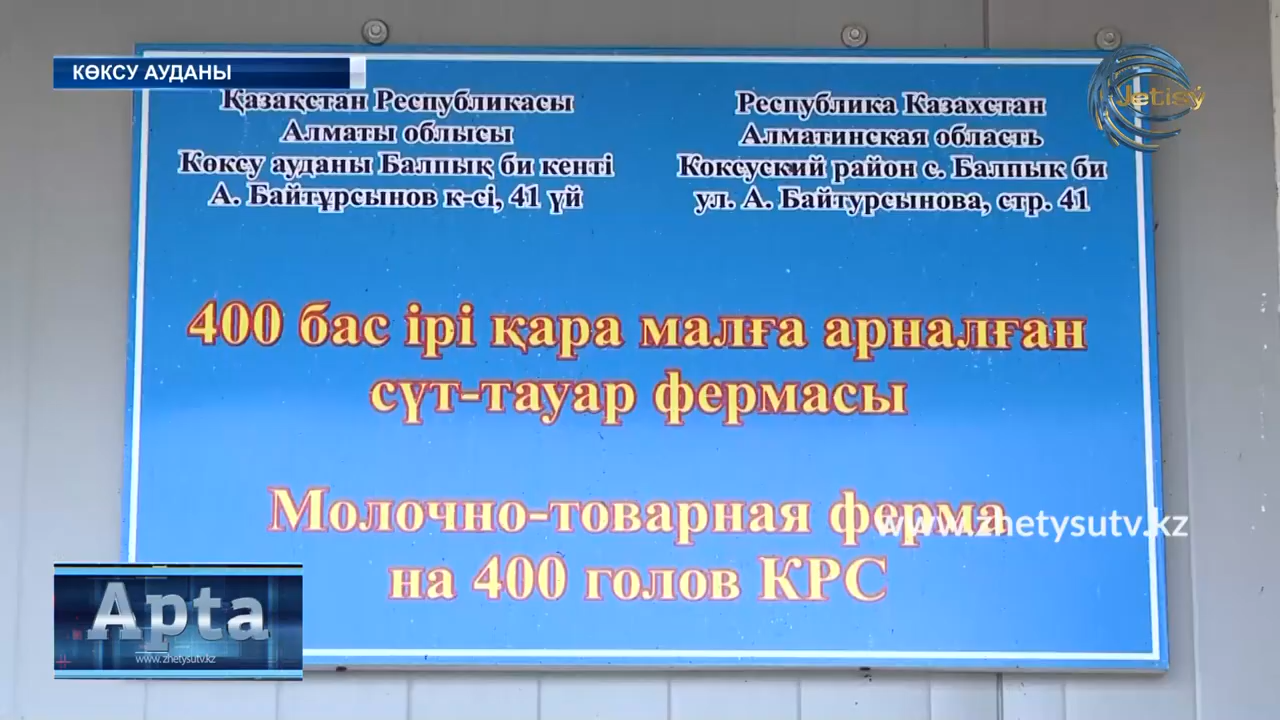 КӨКСУ АУДАНЫ
Jetisý
Қазақстан Республикасы
Алматы облысы
Көксу ауданы Балпық би кенті
А. Байтұрсынов к-сі, 41 үй
Республика Казахстан
Алматинская область
Коксуский район с. Балпык би
ул. А. Байтурсынова, стр. 41
400 бас ірі қара малға арналған
сүт-тауар фермасы
Молочно-товарная ферма
на 400 голов КРС
www.zhetysutv.kz
Apta
www.zhetysutv.kz